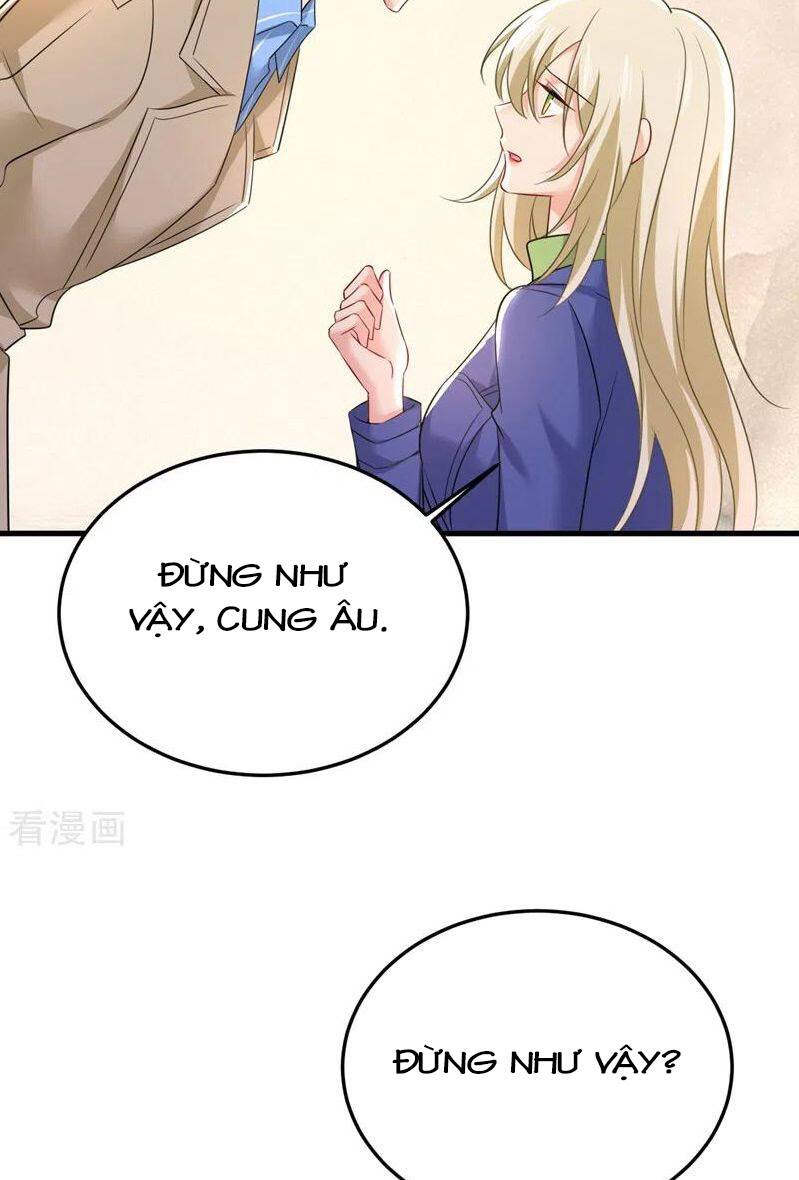 ĐỪNG NHƯ
VẬY, CUNG ÂU.
看漫画
ĐỪNG NHƯ VẬY?